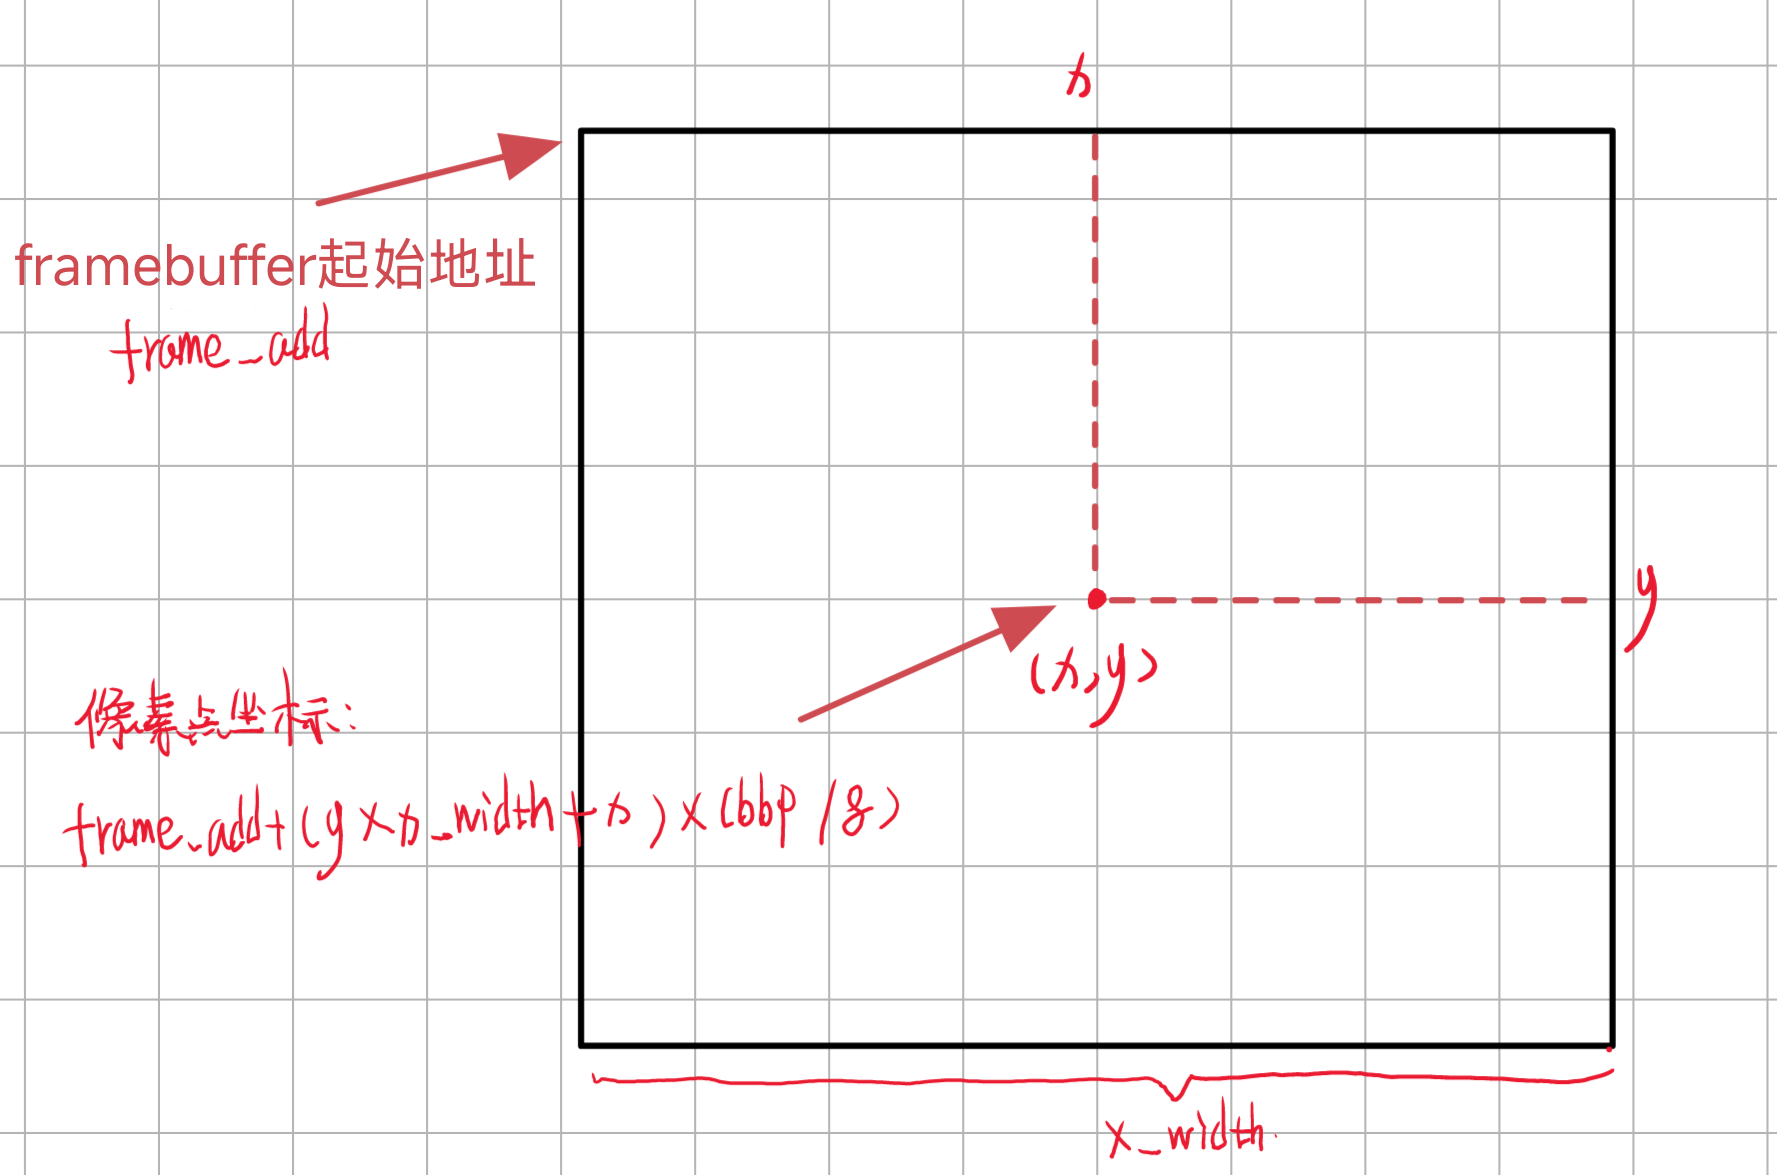 x
framebuffer起始地址
frame_add
y
(x,y)
像素点坐标:
frame_add+(y×x_width+x)×(bbp/8)
x_width